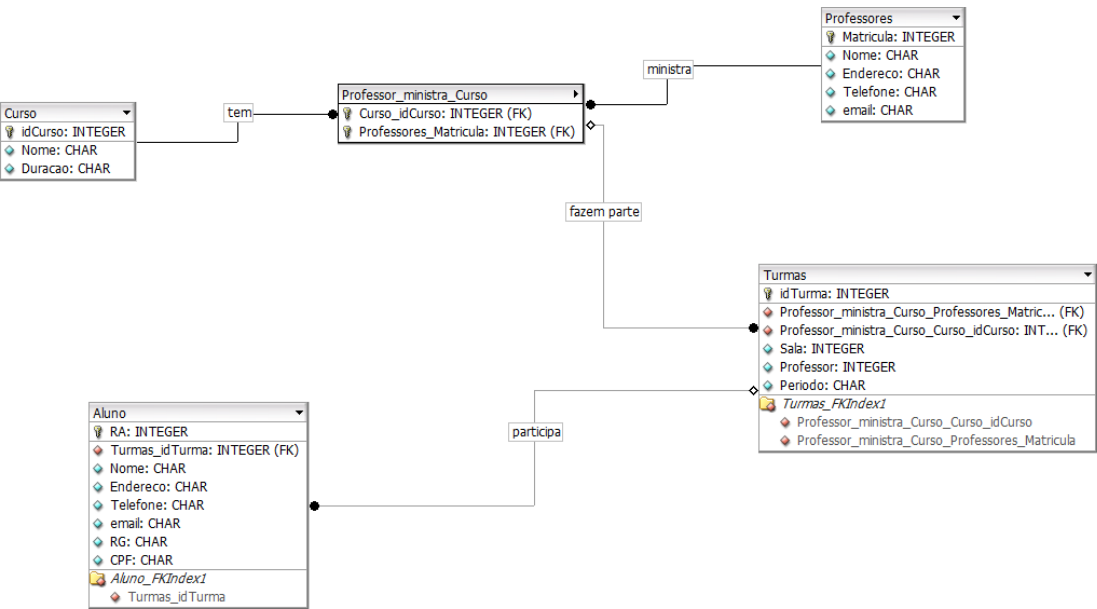 Professores
Matricula: INTEGER
Nome: CHAR
Endereco: CHAR
Telefone: CHAR
email: CHAR
ministra
Professor_ministra_Curso
Curso_idCurso: INTEGER (FK)
Professores_Matricula: INTEGER (FK)
tem
Curso
idCurso: INTEGER
Nome: CHAR
Duracao: CHAR
fazem parte
Turmas
idTurma: INTEGER
Professor_ministra_Curso_Professores_Matric... (FK)
Professor_ministra_Curso_Curso_idCurso: INT... (FK)
Sala: INTEGER
Professor: INTEGER
Periodo: CHAR
Turmas_FKIndex1
Professor_ministra_Curso_Curso_idCurso
Professor_ministra_Curso_Professores_Matricula
participa
Aluno
RA: INTEGER
Turmas_idTurma: INTEGER (FK)
Nome: CHAR
Endereco: CHAR
Telefone: CHAR
email: CHAR
RG: CHAR
CPF: CHAR
Aluno_FKIndex1
Turmas_idTurma